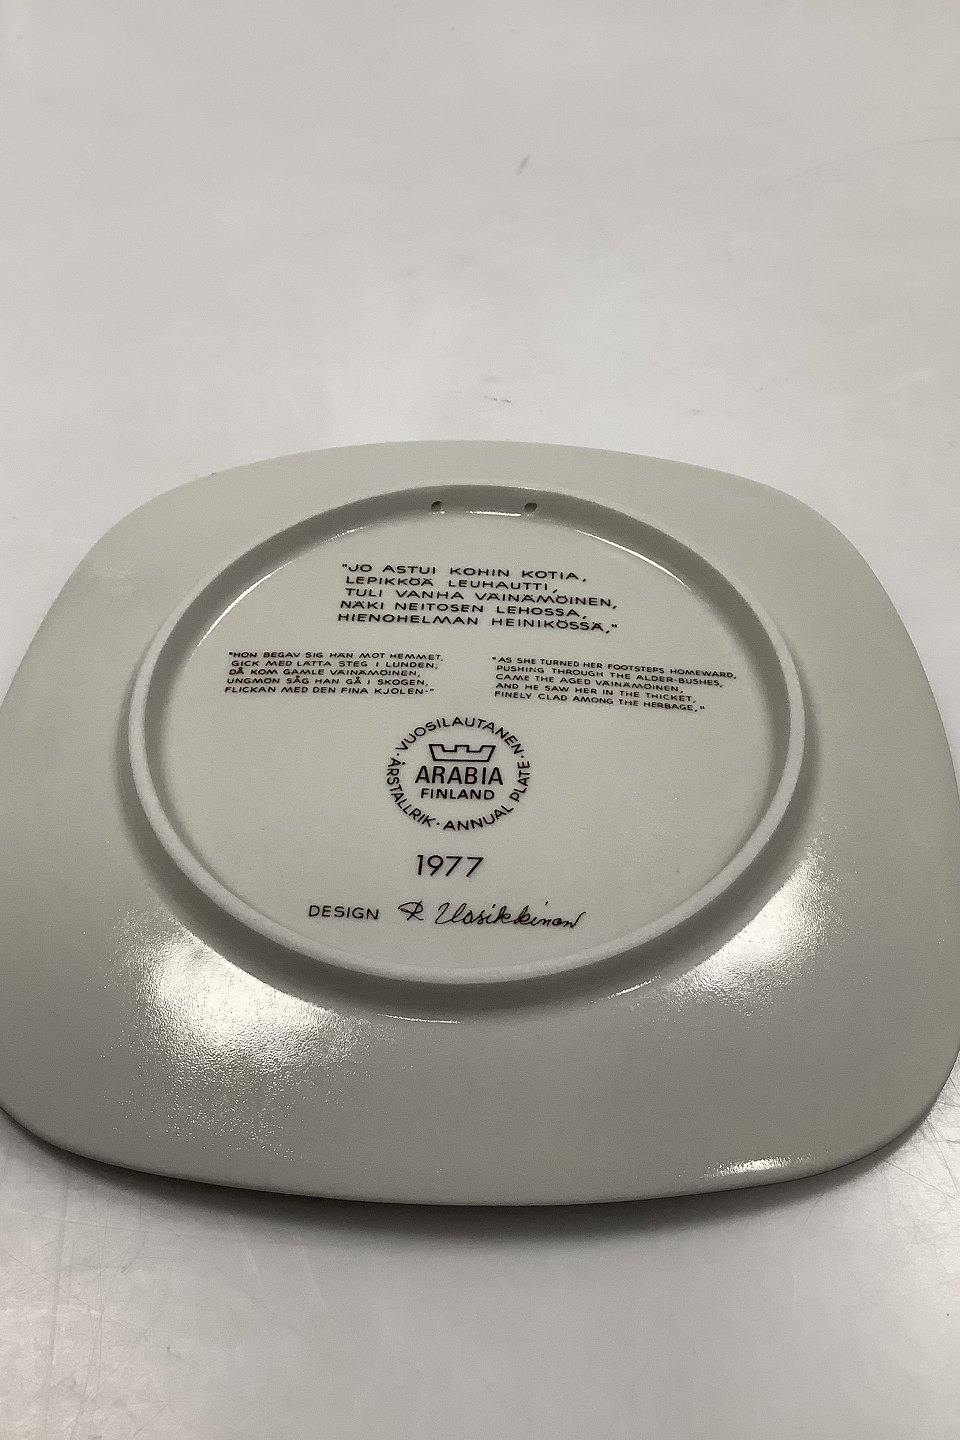 "JO ASTUI KOHIN KOTIA,
LEPIKKÖÄ LEUHAUTTI,
TULI VANHA VÄINÄMÖINEN,
NÄKI NEITOSEN LEHOSSA,
HIENOHELMAN HEINIKÖSSÄ,"
"HON BEGAV SIG HÄN MOT HEMMET,
GICK MED LÄTTA STEG I LUNDEN,
DÅ KOM GAMLE VÄINÄMÖINEN,
UNGMÖN SÅG HAN GÅ I SKOGEN,
FLICKAN MED DEN FINA KJOLEN-"
"AS SHE TURNED HER FOOTSTEPS HOMEWARD,
PUSHING THROUGH THE ALDER-BUSHES,
CAME THE AGED VÄINÄMÖINEN,
AND HE SAW HER IN THE THICKET,
FINELY CLAD AMONG THE HERBAGE,"
·VUOSILAUTANEN·
ARABIA
FINLAND
ÅRSTALLRIK·ANNUAL PLATE
1977
DESIGN R Uosikkinen